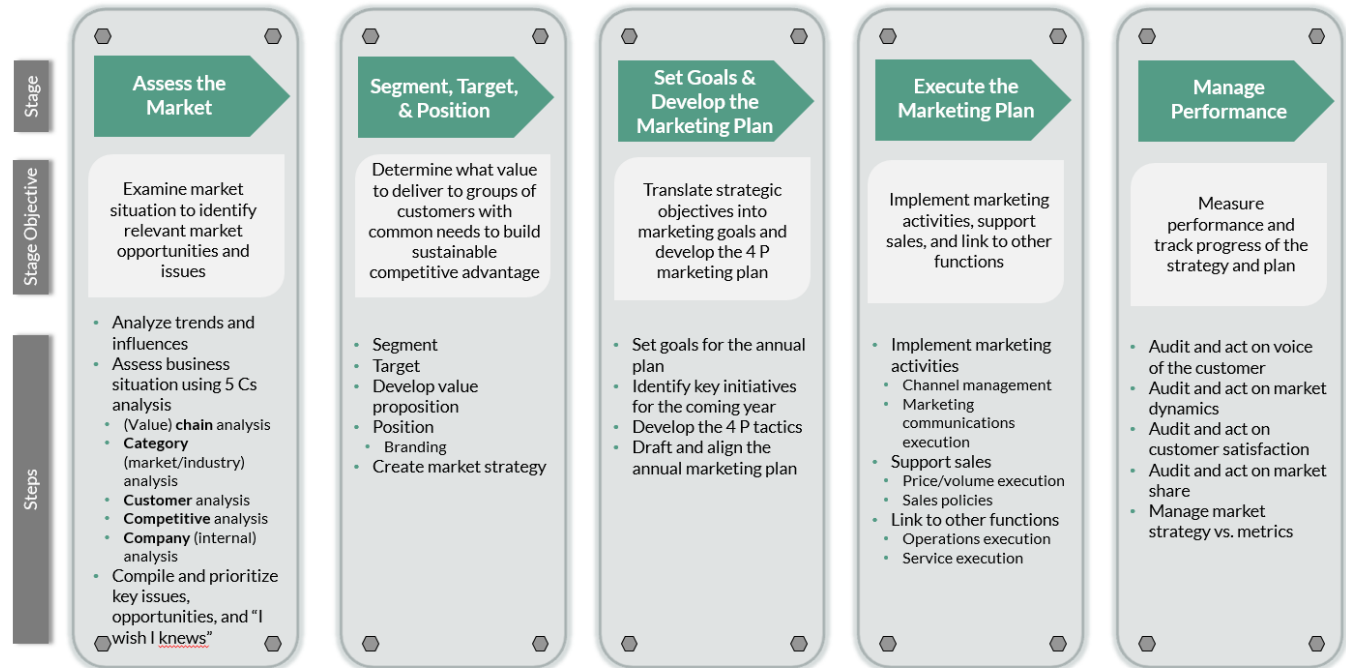 Stage
Assess the
Market
Segment, Target,
& Position
Set Goals &
Develop the
Marketing Plan
Execute the
Marketing Plan
Manage
Performance
Stage Objective
Examine market
situation to identify
relevant market
opportunities and
issues
Determine what value
to deliver to groups of
customers with
common needs to build
sustainable
competitive advantage
Translate strategic
objectives into
marketing goals and
develop the 4 P
marketing plan
Implement marketing
activities, support
sales, and link to other
functions
Measure
performance and
track progress of the
strategy and plan
Steps
• Analyze trends and
influences
• Assess business
situation using 5 Cs
analysis
• (Value) chain analysis
• Category
(market/industry)
analysis
• Customer analysis
• Competitive analysis
• Company (internal)
analysis
• Compile and prioritize
key issues,
opportunities, and “I
wish I knews”
• Segment
• Target
• Develop value
proposition
• Position
• Branding
• Create market strategy
• Set goals for the annual
plan
• Identify key initiatives
for the coming year
• Develop the 4 P tactics
• Draft and align the
annual marketing plan
• Implement marketing
activities
• Channel management
• Marketing
communications
execution
• Support sales
• Price/volume execution
• Sales policies
• Link to other functions
• Operations execution
• Service execution
• Audit and act on voice
of the customer
• Audit and act on market
dynamics
• Audit and act on
customer satisfaction
• Audit and act on market
share
• Manage market
strategy vs. metrics